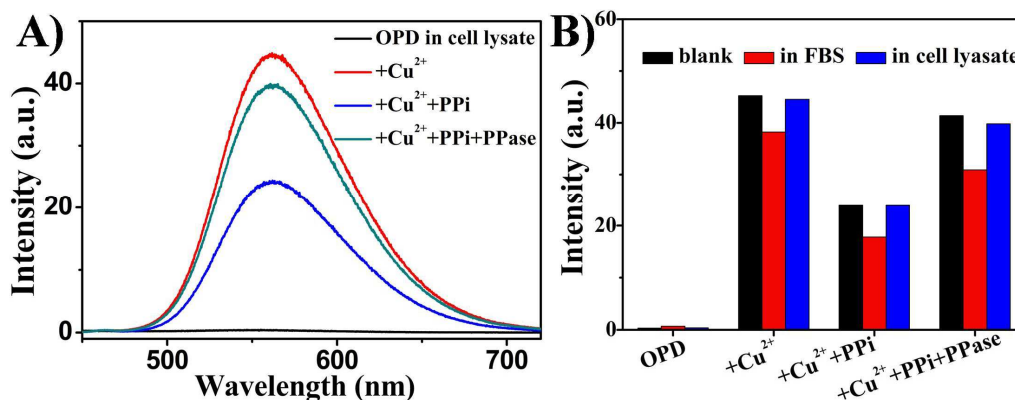 A)
OPD in cell lysate
+Cu²⁺
+Cu²⁺+PPi
+Cu²⁺+PPi+PPase
40
20
0
Intensity (a.u.)
500 600 700
Wavelength (nm)
B)
60
40
20
0
Intensity (a.u.)
blank in FBS in cell lyasate
OPD
+Cu²⁺
+Cu²⁺+PPi
+Cu²⁺+PPi+PPase